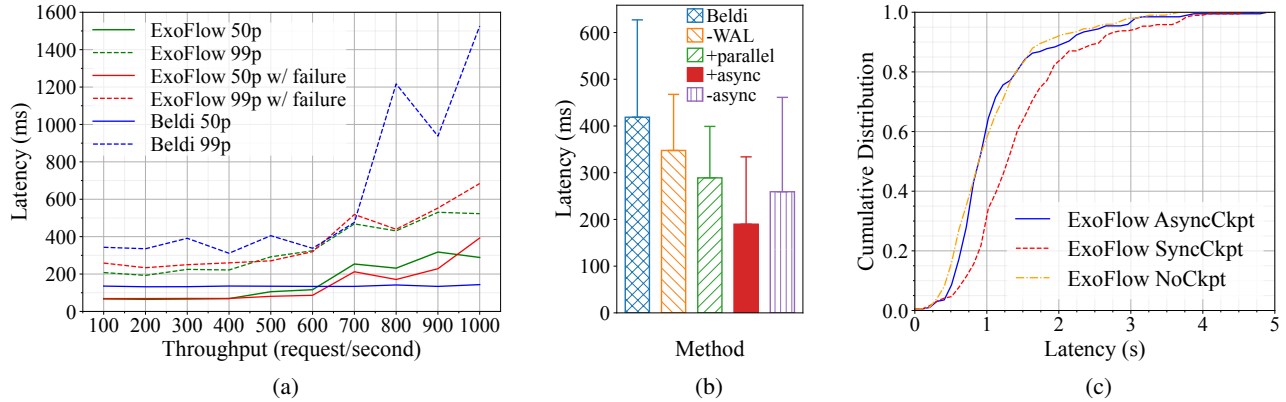 1600
1400
1200
1000
800
600
400
200
0
Latency (ms)
ExoFlow 50p
ExoFlow 99p
ExoFlow 50p w/ failure
ExoFlow 99p w/ failure
Beldi 50p
Beldi 99p
100 200 300 400 500 600 700 800 900 1000
Throughput (request/second)
(a)
600
500
400
300
200
100
0
Latency (ms)
Beldi
-WAL
+parallel
+async
-async
Method
(b)
1.0
0.8
0.6
0.4
0.2
0.0
Cumulative Distribution
ExoFlow AsyncCkpt
ExoFlow SyncCkpt
ExoFlow NoCkpt
0 1 2 3 4 5
Latency (s)
(c)